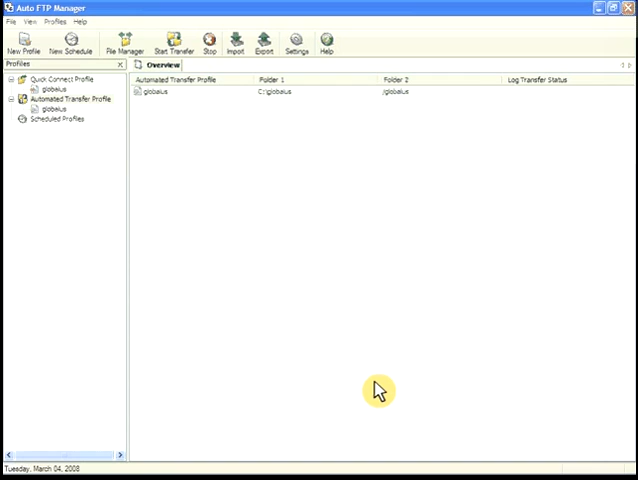 Auto FTP Manager
File View Profiles Help
New Profile New Schedule File Manager Start Transfer Stop Import Export Settings Help
Profiles
Overview
Quick Connect Profile
globalus
Automated Transfer Profile
globalus
Scheduled Profiles
Automated Transfer Profile Folder 1 Folder 2 Log Transfer Status
globalus C:\globalus /globalus
Tuesday, March 04, 2008